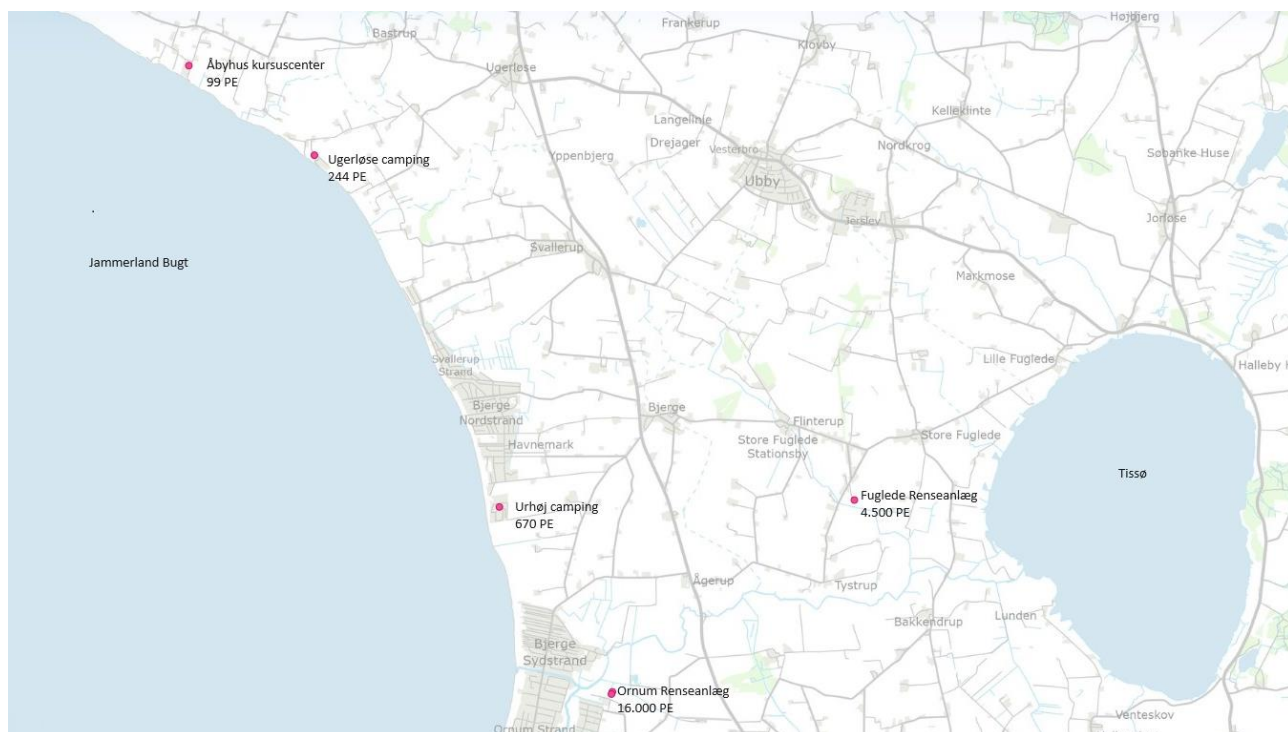 Højbjerg
Frankerup
Bastrup
Klovby
Åbyhus kursuscenter
99 PE
Ugerløse
Kelleklinte
Langelinie
Drejager
Vesterbro
Nordkrog
Søbanke Huse
Ugerløse camping
244 PE
Yppenbjerg
Ubby
Jerslev
Jorløse
Svallerup
Jammerland Bugt
Markmose
Svallerup
Strand
Lille Fuglede
Halleby
Bjerge
Nordstrand
Bjerge
Flinterup
Havnemark
Store Fuglede
Stationsby
Store Fuglede
Tissø
Urhøj camping
670 PE
Fuglede Renseanlæg
4.500 PE
Ågerup
Tystrup
Bakkendrup
Lunden
Bjerge
Sydstrand
Ornum Renseanlæg
16.000 PE
Ornum Strand
Venteskov